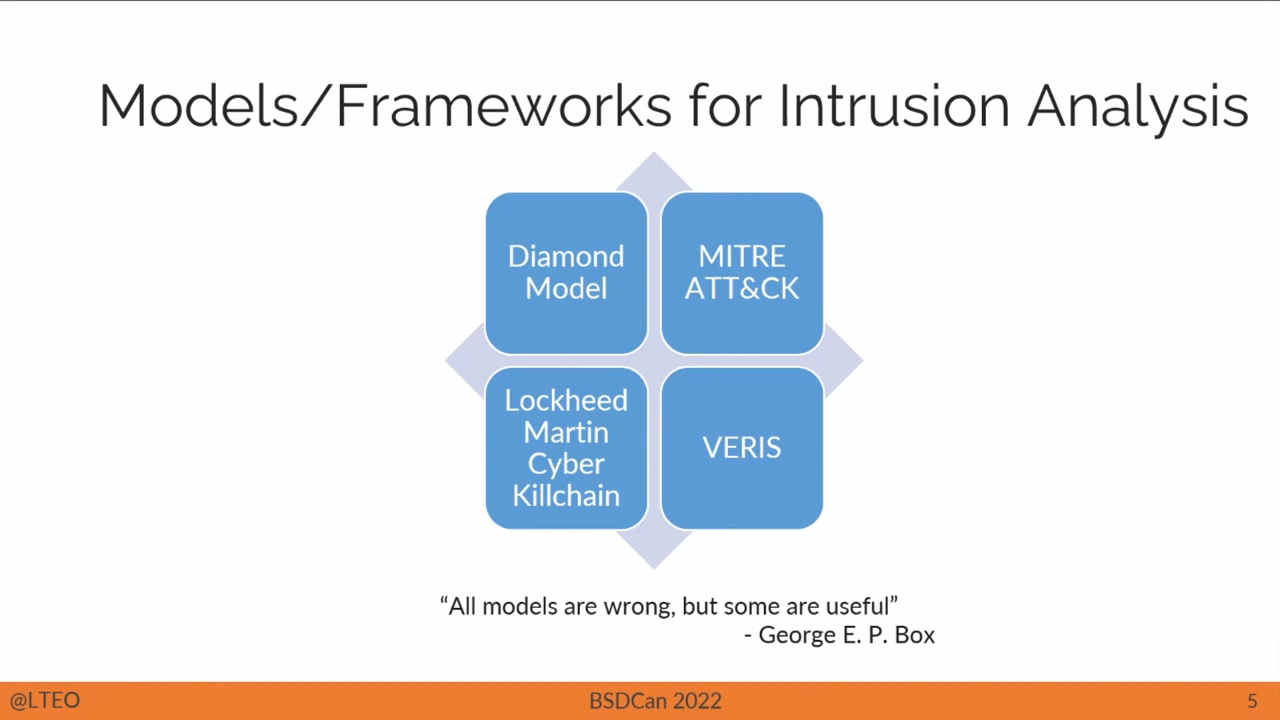 Models/Frameworks for Intrusion Analysis
Diamond
Model
MITRE
ATT&CK
Lockheed
Martin
Cyber
Killchain
VERIS
“All models are wrong, but some are useful”
- George E. P. Box
@LTEO
BSDCan 2022
5